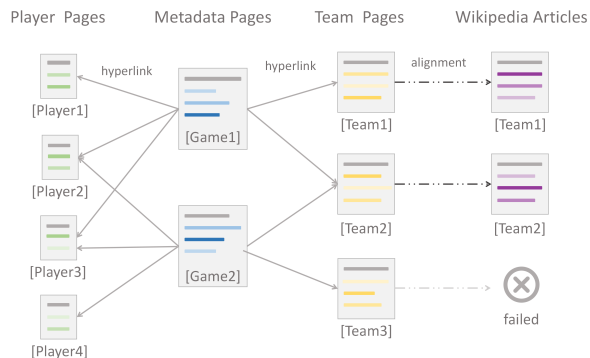 Player Pages
Metadata Pages
Team Pages
Wikipedia Articles
hyperlink
hyperlink
alignment
[Player1]
[Game1]
[Team1]
[Team1]
[Player2]
[Team2]
[Team2]
[Player3]
[Game2]
[Player4]
[Team3]
failed